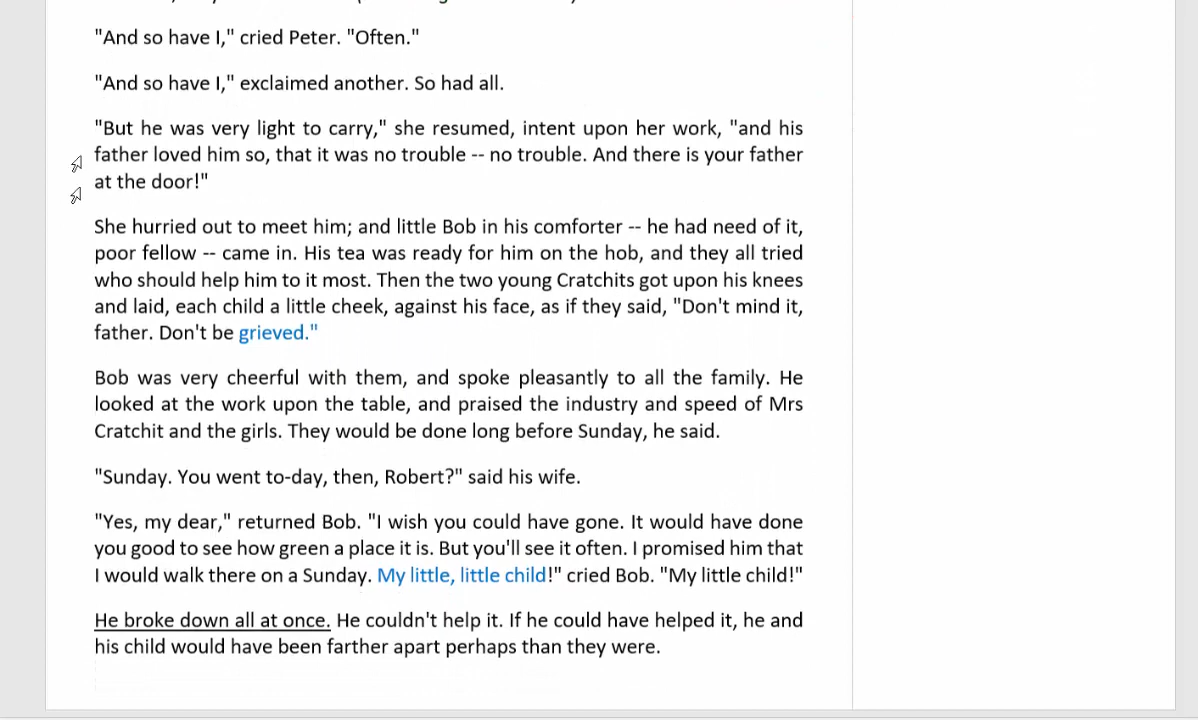 "And so have I," cried Peter. "Often."
"And so have I," exclaimed another. So had all.
"But he was very light to carry," she resumed, intent upon her work, "and his
father loved him so, that it was no trouble -- no trouble. And there is your father
at the door!"
She hurried out to meet him; and little Bob in his comforter -- he had need of it,
poor fellow -- came in. His tea was ready for him on the hob, and they all tried
who should help him to it most. Then the two young Cratchits got upon his knees
and laid, each child a little cheek, against his face, as if they said, "Don't mind it,
father. Don't be grieved."
Bob was very cheerful with them, and spoke pleasantly to all the family. He
looked at the work upon the table, and praised the industry and speed of Mrs
Cratchit and the girls. They would be done long before Sunday, he said.
"Sunday. You went to-day, then, Robert?" said his wife.
"Yes, my dear," returned Bob. "I wish you could have gone. It would have done
you good to see how green a place it is. But you'll see it often. I promised him that
I would walk there on a Sunday. My little, little child!" cried Bob. "My little child!"
He broke down all at once. He couldn't help it. If he could have helped it, he and
his child would have been farther apart perhaps than they were.